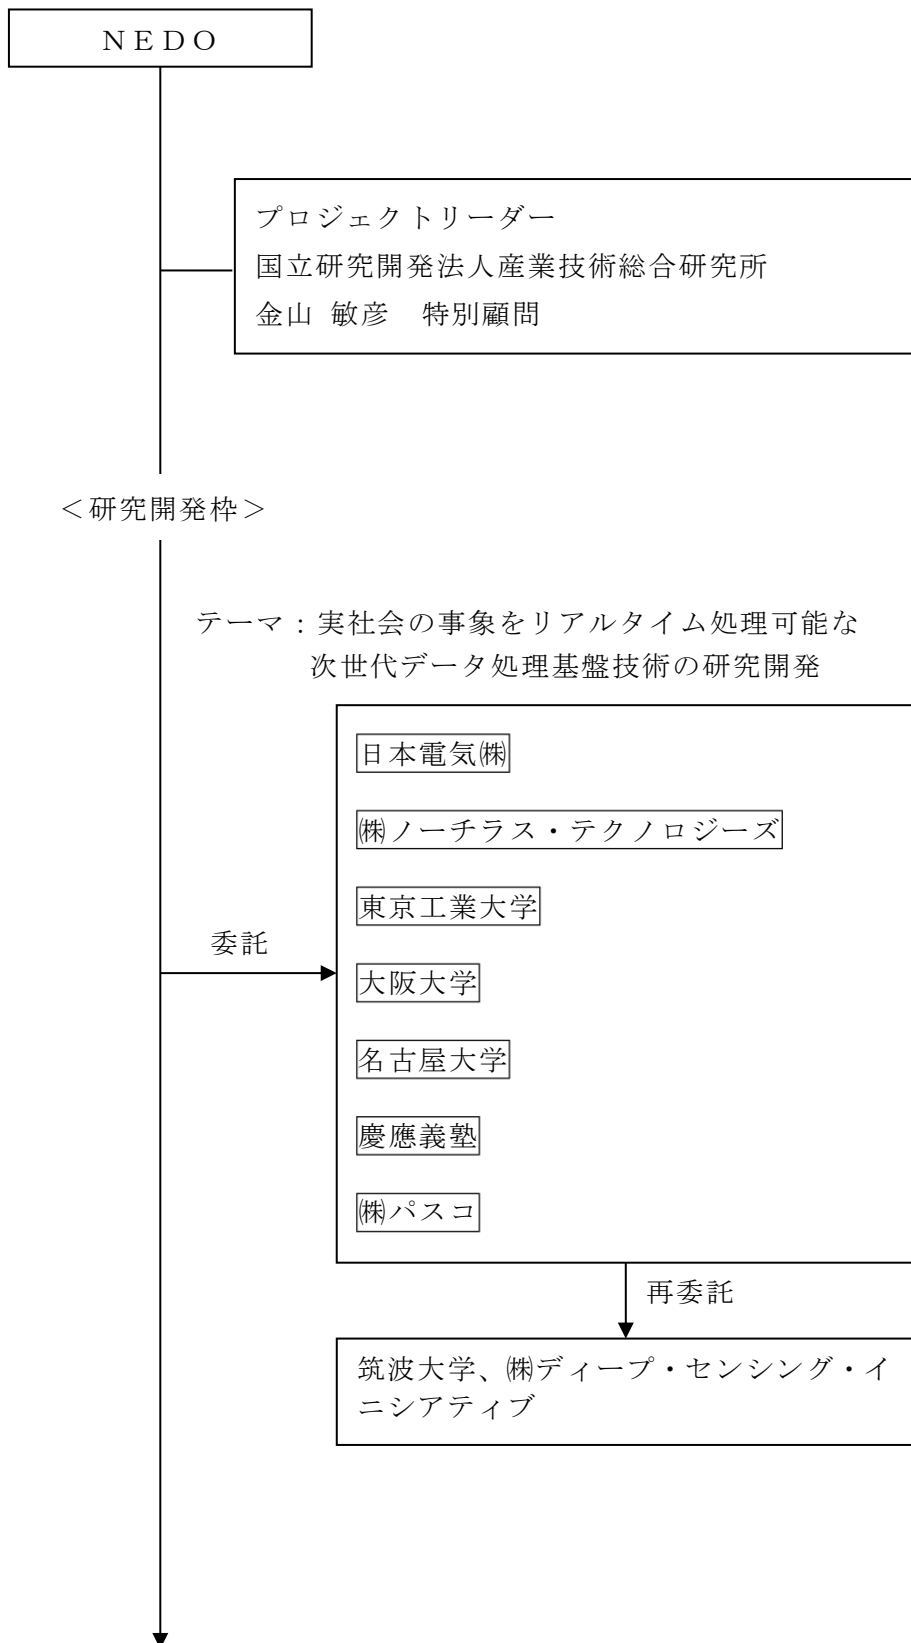 NEDO
プロジェクトリーダー
国立研究開発法人産業技術総合研究所
金山 敏彦　特別顧問
＜研究開発枠＞
テーマ：実社会の事象をリアルタイム処理可能な
次世代データ処理基盤技術の研究開発
日本電気㈱
㈱ノーチラス・テクノロジーズ
東京工業大学
委託
大阪大学
名古屋大学
慶應義塾
㈱パスコ
再委託
筑波大学、㈱ディープ・センシング・イ
ニシアティブ